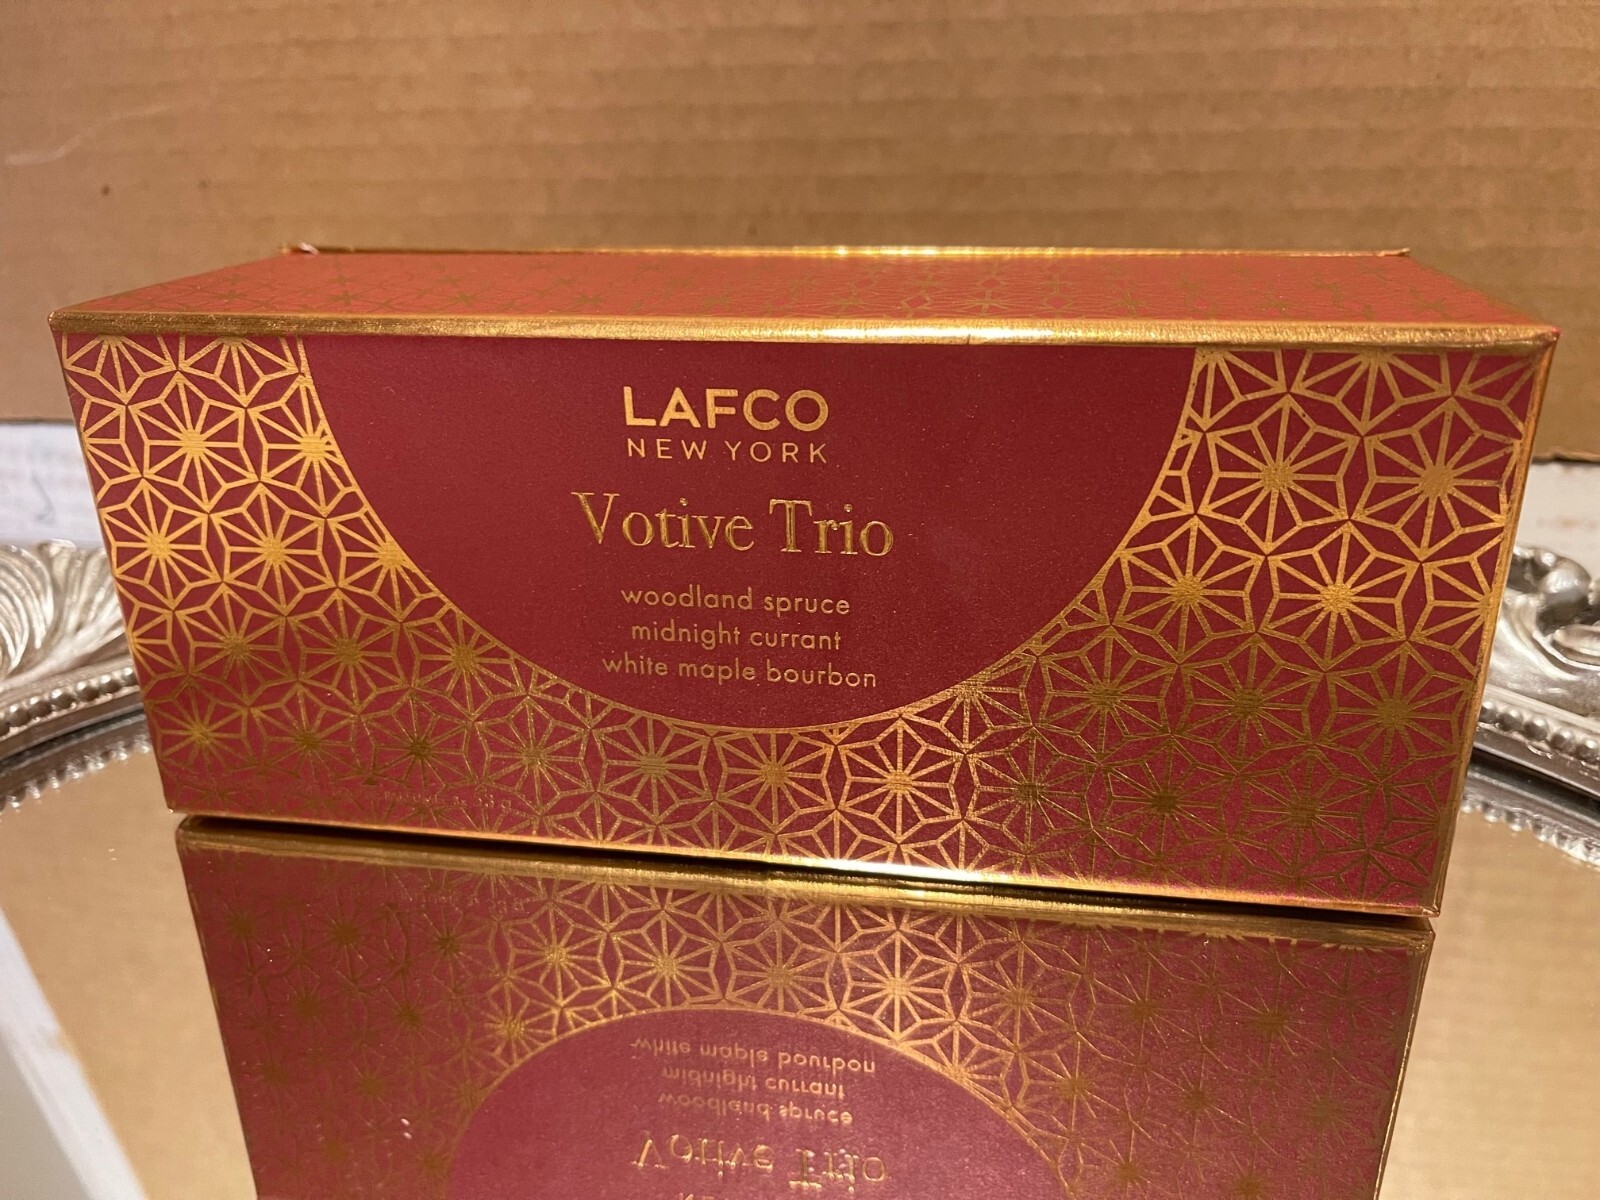 LAFCO
NEW YORK
Votive Trio
woodland spruce
midnight currant
white maple bourbon